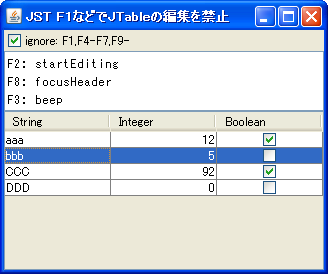 JST F1などでJTableの編集を禁止
ignore: F1,F4-F7,F9-
F2: startEditing
F8: focusHeader
F3: beep
String Integer Boolean
aaa 12
bbb 5
CCC 92
DDD 0